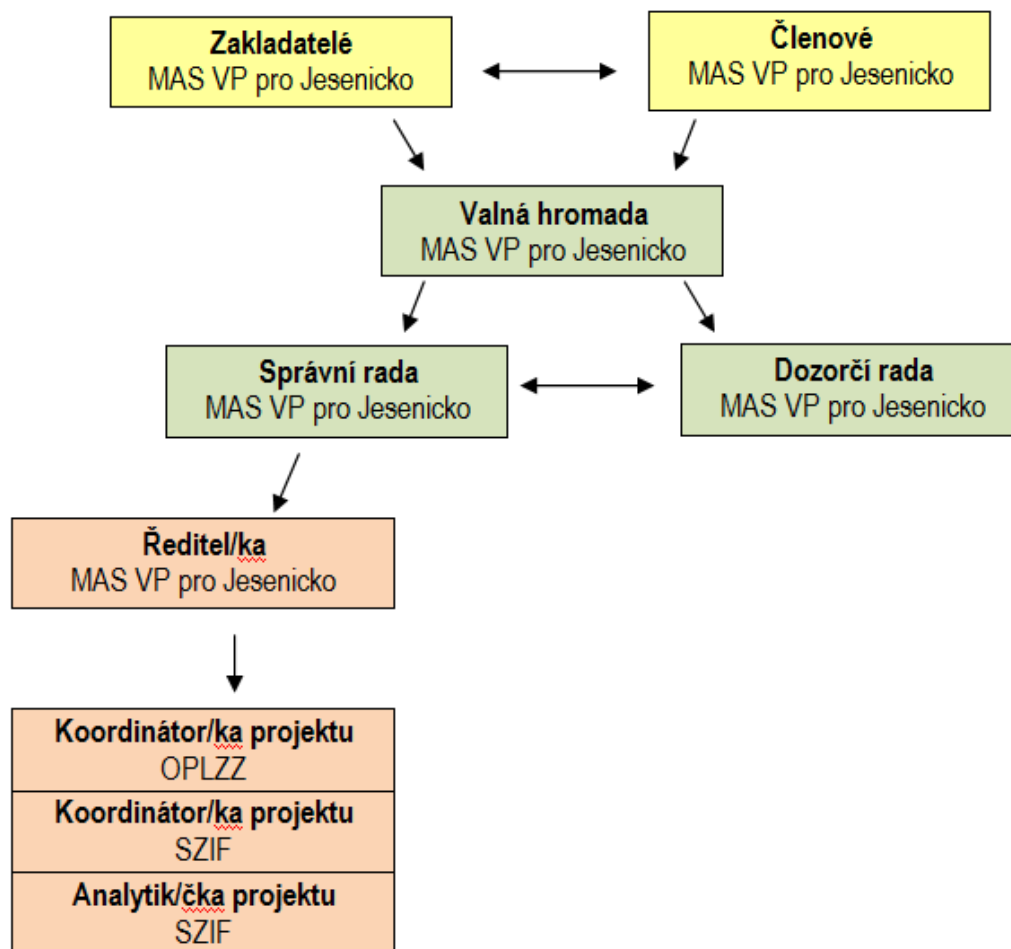 Zakladatelé
MAS VP pro Jesenicko
Členové
MAS VP pro Jesenicko
Valná hromada
MAS VP pro Jesenicko
Správní rada
MAS VP pro Jesenicko
Dozorčí rada
MAS VP pro Jesenicko
Ředitel/ka
MAS VP pro Jesenicko
Koordinátor/ka projektu
OPLZZ
Koordinátor/ka projektu
SZIF
Analytik/čka projektu
SZIF